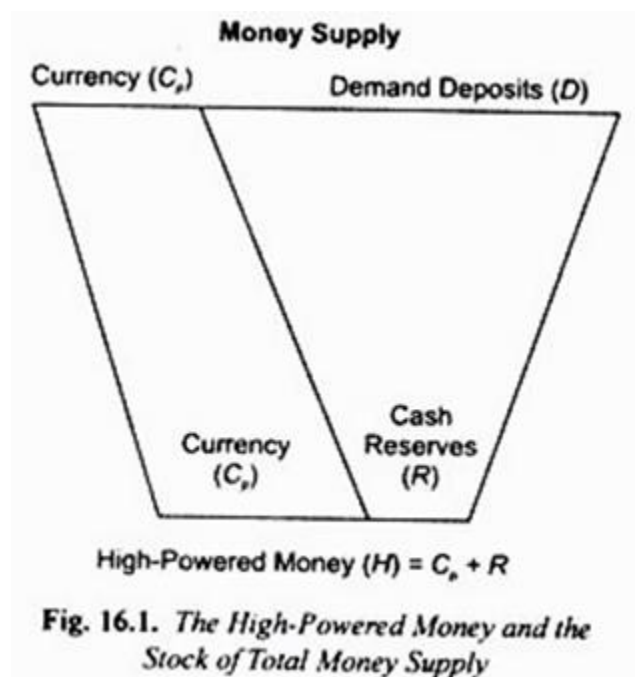 Money Supply
Currency (Cₚ)
Demand Deposits (D)
Currency
(Cₚ)
Cash
Reserves
(R)
High-Powered Money (H) = Cₚ + R
Fig. 16.1. The High-Powered Money and the
Stock of Total Money Supply